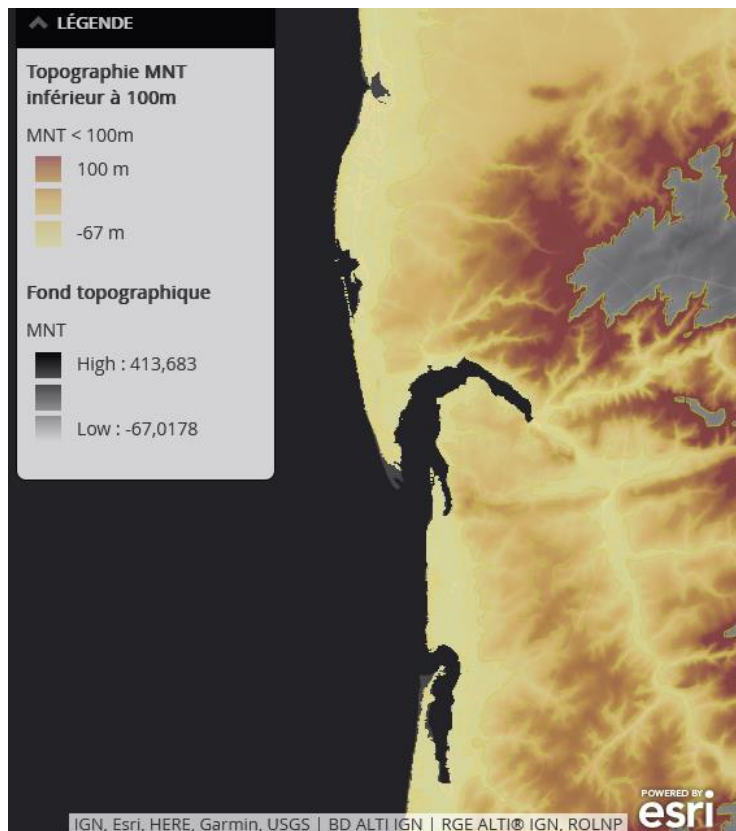 LÉGENDE
Topographie MNT
inférieur à 100m
MNT < 100m
100 m
-67 m
Fond topographique
MNT
High : 413,683
Low : -67,0178
POWERED BY
esri
IGN, Esri, HERE, Garmin, USGS | BD ALTI IGN | RGE ALTI® IGN, ROLNP